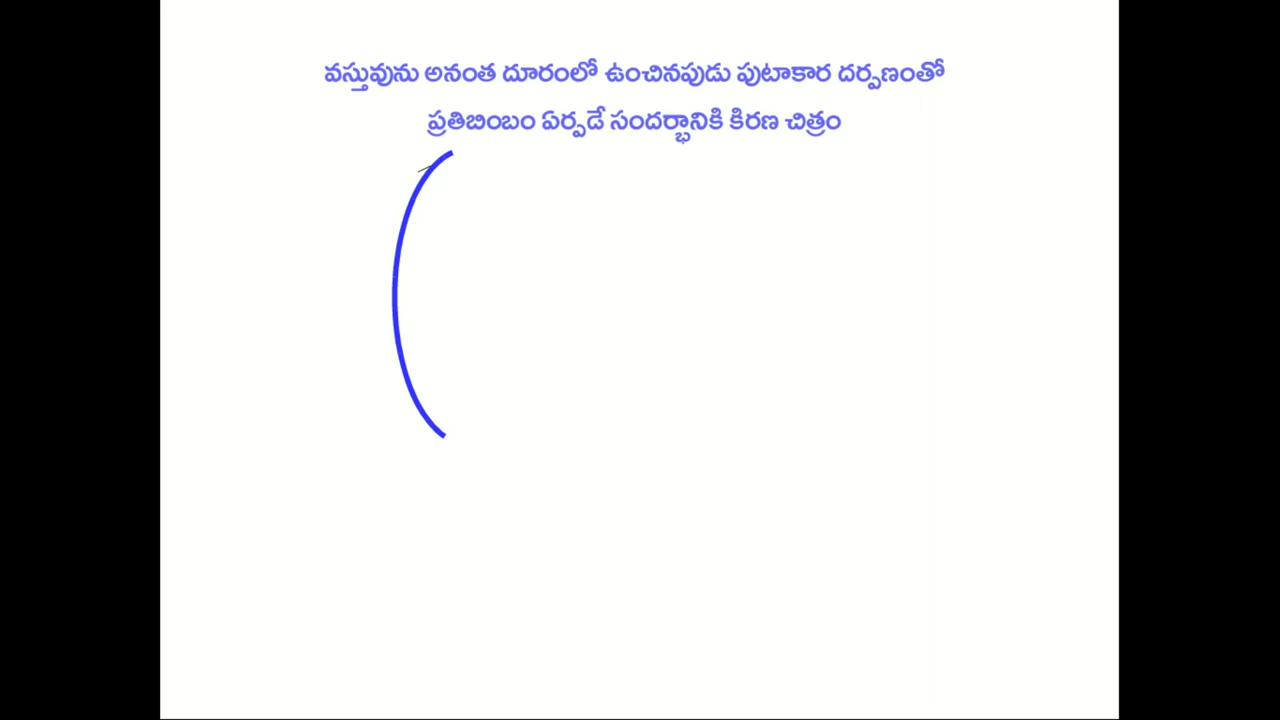 వస్తువును అనంత దూరంలో ఉంచినపుడు పుటాకార దర్పణంతో
ప్రతిబింబం ఏర్పడే సందర్భానికి కిరణ చిత్రం